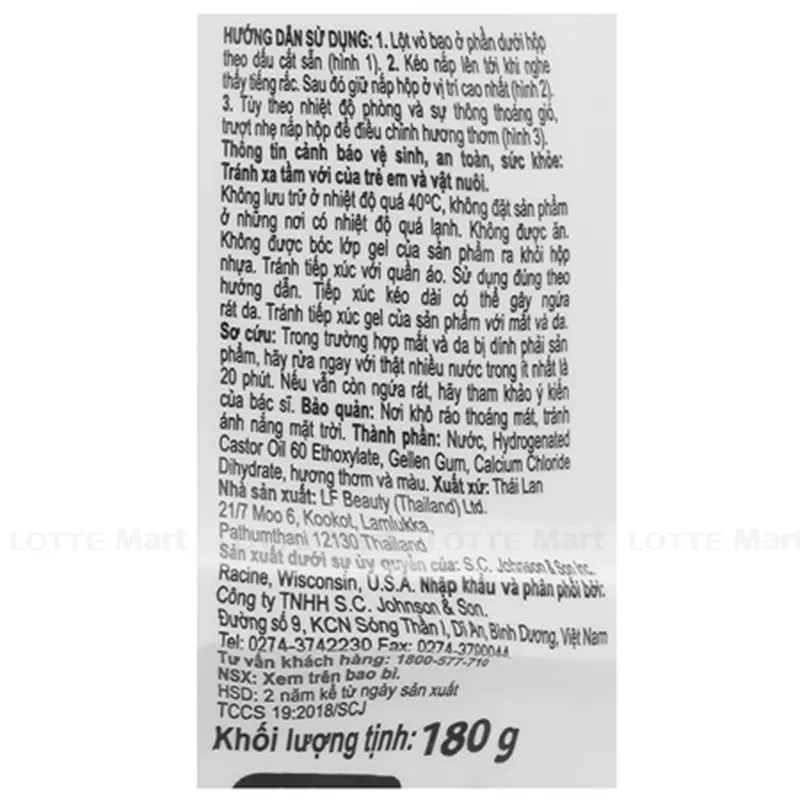 HƯỚNG DẪN SỬ DỤNG: 1. Lột vỏ bao ở phần dưới hộp
theo dấu cắt sẵn (hình 1). 2. Kéo nắp lên tới khi nghe
thấy tiếng rắc. Sau đó giữ nắp hộp ở vị trí cao nhất (hình 2).
3. Tùy theo nhiệt độ phòng và sự thông thoáng gió,
trượt nhẹ nắp hộp để điều chỉnh hương thơm (hình 3).
Thông tin cảnh báo vệ sinh, an toàn, sức khỏe:
Tránh xa tầm với của trẻ em và vật nuôi.
Không lưu trữ ở nhiệt độ quá 40ºC, không đặt sản phẩm
ở những nơi có nhiệt độ quá lạnh. Không được ăn.
Không được bóc lớp gel của sản phẩm ra khỏi hộp
nhựa. Tránh tiếp xúc với quần áo. Sử dụng đúng theo
hướng dẫn. Tiếp xúc kéo dài có thể gây ngứa
rát da. Tránh tiếp xúc gel của sản phẩm với mắt và da.
Sơ cứu: Trong trường hợp mắt và da bị dính phải sản
phẩm, hãy rửa ngay với thật nhiều nước trong ít nhất là
20 phút. Nếu vẫn còn ngứa rát, hãy tham khảo ý kiến
của bác sĩ. Bảo quản: Nơi khô ráo thoáng mát, tránh
ánh nắng mặt trời. Thành phần: Nước, Hydrogenated
Castor Oil 60 Ethoxylate, Gellen Gum, Calcium Chloride
Dihydrate, hương thơm và màu. Xuất xứ: Thái Lan
Nhà sản xuất: LF Beauty (Thailand) Ltd.
21/7 Moo 6, Kookot, Lamlukka,
Pathumthani 12130 Thailand
LOTTE Mart LOTTE Mart LOTTE Mart
Sản xuất dưới sự ủy quyền của: S.C. Johnson & Son Inc.
Racine, Wisconsin, U.S.A. Nhập khẩu và phân phối bởi:
Công ty TNHH S.C. Johnson & Son.
Đường số 9, KCN Sóng Thần I, Dĩ An, Bình Dương, Việt Nam
Tel: 0274-3742230 Fax: 0274-3790044
Tư vấn khách hàng: 1800-577-710
NSX: Xem trên bao bì.
HSD: 2 năm kể từ ngày sản xuất
TCCS 19:2018/SCJ
Khối lượng tịnh: 180 g